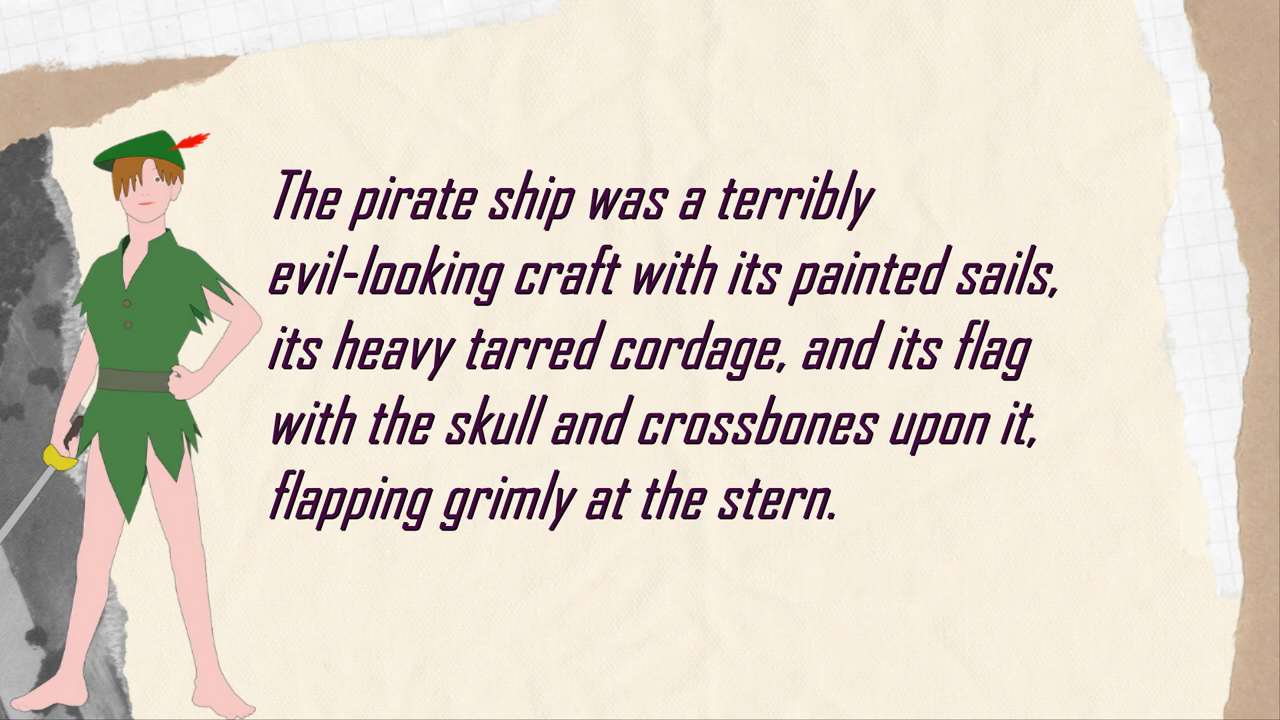 The pirate ship was a terribly
evil-looking craft with its painted sails,
its heavy tarred cordage, and its flag
with the skull and crossbones upon it,
flapping grimly at the stern.